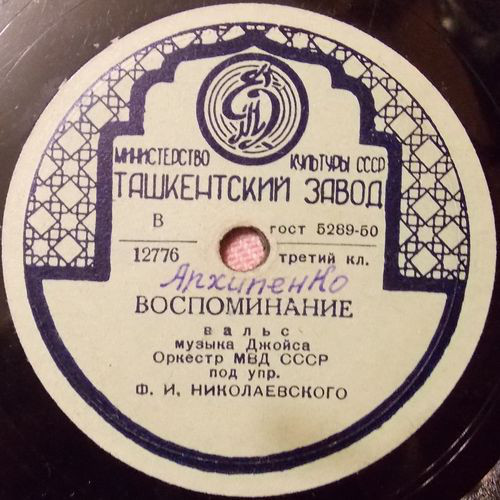 МИНИСТЕРСТВО КУЛЬТУРЫ СССР
ТАШКЕНТСКИЙ ЗАВОД
В гост 5289-50
12776 третий кл.
Архипенко
ВОСПОМИНАНИЕ
вальс
музыка Джойса
Оркестр МВД СССР
под упр.
Ф. И. НИКОЛАЕВСКОГО